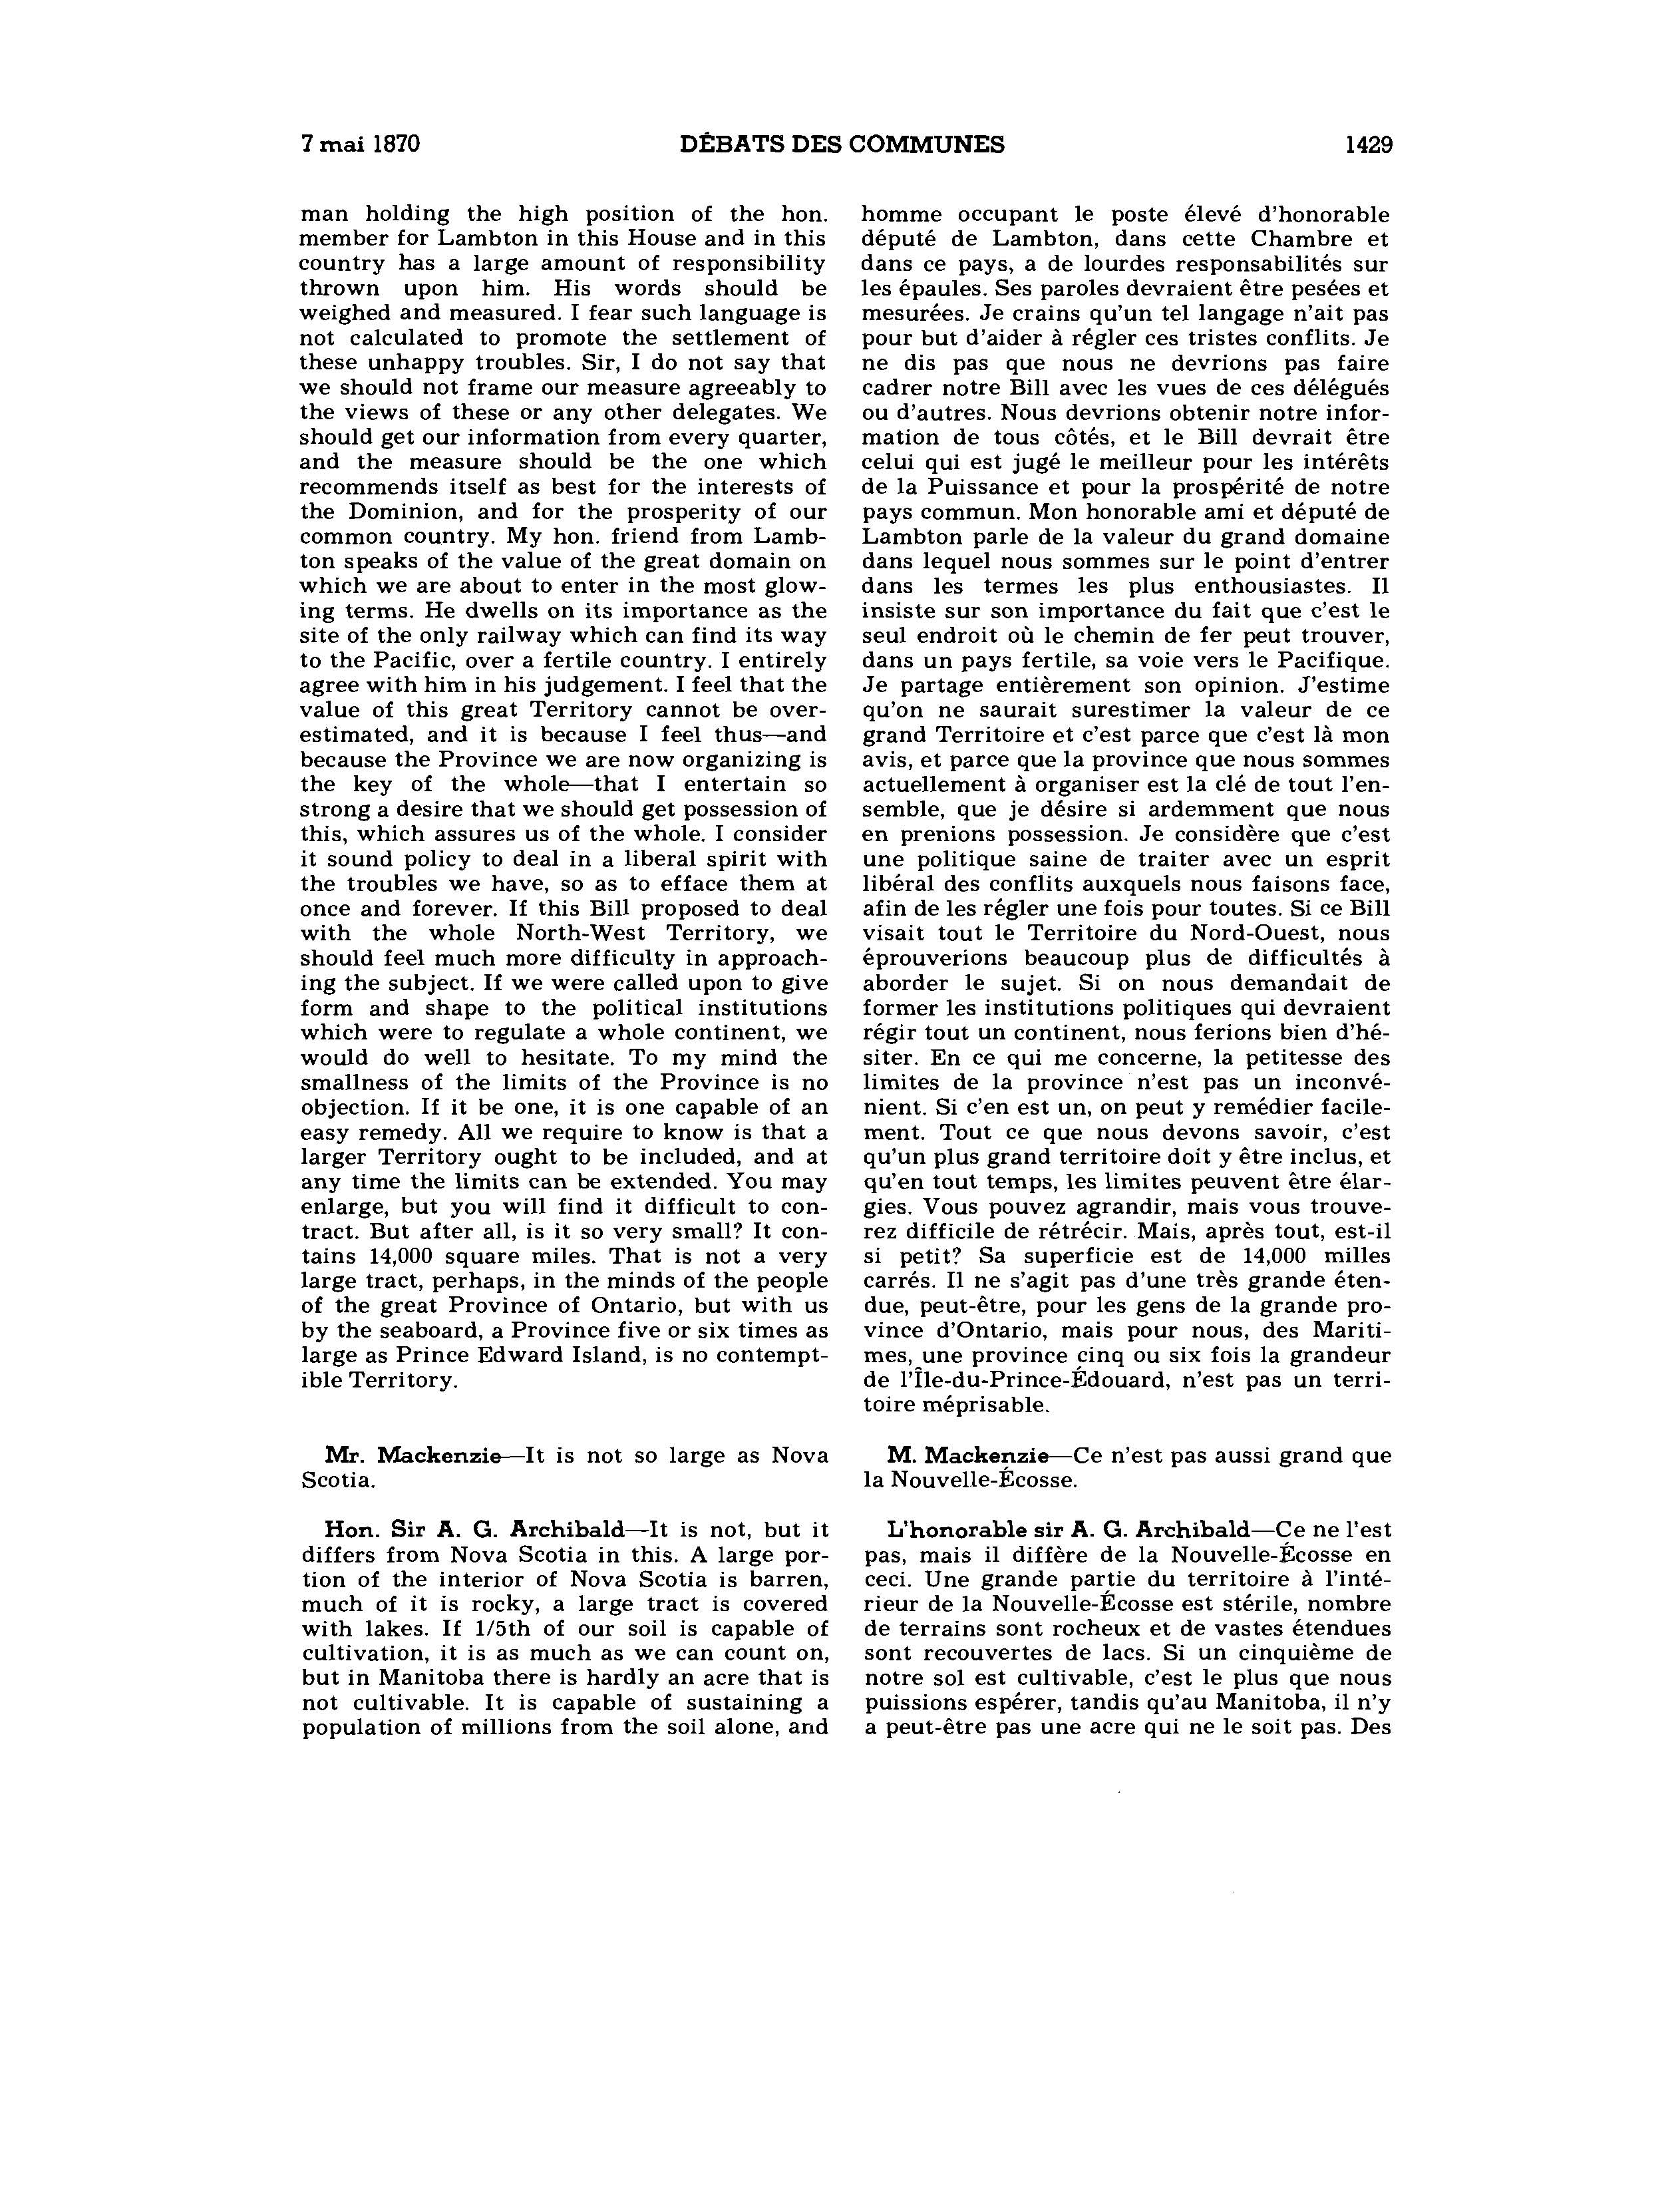 7 mai 1870 DÉBATS DES COMMUNES 1429
man holding the high position of the hon.
member for Lambton in this House and in this
country has a large amount of responsibility
thrown upon him. His words should be
weighed and measured. I fear such language is
not calculated to promote the settlement of
these unhappy troubles. Sir, I do not say that
we should not frame our measure agreeably to
the views of these or any other delegates. We
should get our information from every quarter,
and the measure should be the one which
recommends itself as best for the interests of
the Dominion, and for the prosperity of our
common country. My hon. friend from Lamb-
ton speaks of the value of the great domain on
which we are about to enter in the most glow-
ing terms. He dwells on its importance as the
site of the only railway which can find its way
to the Pacific, over a fertile country. I entirely
agree with him in his judgement. I feel that the
value of this great Territory cannot be over-
estimated, and it is because I feel thus—and
because the Province we are now organizing is
the key of the whole—that I entertain so
strong a desire that we should get possession of
this, which assures us of the whole. I consider
it sound policy to deal in a liberal spirit with
the troubles we have, so as to efface them at
once and forever. If this Bill proposed to deal
with the whole North-West Territory, we
should feel much more difficulty in approach-
ing the subject. If we were called upon to give
form and shape to the political institutions
which were to regulate a whole continent, we
would do well to hesitate. To my mind the
smallness of the limits of the Province is no
objection. If it be one, it is one capable of an
easy remedy. All we require to know is that a
larger Territory ought to be included, and at
any time the limits can be extended. You may
enlarge, but you will find it difficult to con-
tract. But after all, is it so very small? It con-
tains 14,000 square miles. That is not a very
large tract, perhaps, in the minds of the people
of the great Province of Ontario, but with us
by the seaboard, a Province five or six times as
large as Prince Edward Island, is no contempt-
ible Territory.
Mr. Mackenzie—It is not so large as Nova
Scotia.
Hon. Sir A. G. Archibald—It is not, but it
differs from Nova Scotia in this. A large por-
tion of the interior of Nova Scotia is barren,
much of it is rocky, a large tract is covered
with lakes. If 1/5th of our soil is capable of
cultivation, it is as much as we can count on,
but in Manitoba there is hardly an acre that is
not cultivable. It is capable of sustaining a
population of millions from the soil alone, and
homme occupant le poste élevé d'honorable
député de Lambton, dans cette Chambre et
dans ce pays, a de lourdes responsabilités sur
les épaules. Ses paroles devraient être pesées et
mesurées. Je crains qu'un tel langage n'ait pas
pour but d'aider à régler ces tristes conflits. Je
ne dis pas que nous ne devrions pas faire
cadrer notre Bill avec les vues de ces délégués
ou d'autres. Nous devrions obtenir notre infor-
mation de tous côtés, et le Bill devrait être
celui qui est jugé le meilleur pour les intérêts
de la Puissance et pour la prospérité de notre
pays commun. Mon honorable ami et député de
Lambton parle de la valeur du grand domaine
dans lequel nous sommes sur le point d'entrer
dans les termes les plus enthousiastes. Il
insiste sur son importance du fait que c'est le
seul endroit où le chemin de fer peut trouver,
dans un pays fertile, sa voie vers le Pacifique.
Je partage entièrement son opinion. J'estime
qu'on ne saurait surestimer la valeur de ce
grand Territoire et c'est parce que c'est là mon
avis, et parce que la province que nous sommes
actuellement à organiser est la clé de tout l'en-
semble, que je désire si ardemment que nous
en prenions possession. Je considère que c'est
une politique saine de traiter avec un esprit
libéral des conflits auxquels nous faisons face,
afin de les régler une fois pour toutes. Si ce Bill
visait tout le Territoire du Nord-Ouest, nous
éprouverions beaucoup plus de difficultés à
aborder le sujet. Si on nous demandait de
former les institutions politiques qui devraient
régir tout un continent, nous ferions bien d'hé-
siter. En ce qui me concerne, la petitesse des
limites de la province n'est pas un inconvé-
nient. Si c'en est un, on peut y remédier facile-
ment. Tout ce que nous devons savoir, c'est
qu'un plus grand territoire doit y être inclus, et
qu'en tout temps, les limites peuvent être élar-
gies. Vous pouvez agrandir, mais vous trouve-
rez difficile de rétrécir. Mais, après tout, est-il
si petit? Sa superficie est de 14,000 milles
carrés. Il ne s'agit pas d'une très grande éten-
due, peut-être, pour les gens de la grande pro-
vince d'Ontario, mais pour nous, des Mariti-
mes, une province cinq ou six fois la grandeur
de l'Île-du-Prince-Édouard, n'est pas un terri-
toire méprisable.
M. Mackenzie—Ce n'est pas aussi grand que
la Nouvelle-Écosse.
L'honorable sir A. G. Archibald—Ce ne l'est
pas, mais il diffère de la Nouvelle-Écosse en
ceci. Une grande partie du territoire à l'inté-
rieur de la Nouvelle-Écosse est stérile, nombre
de terrains sont rocheux et de vastes étendues
sont recouvertes de lacs. Si un cinquième de
notre sol est cultivable, c'est le plus que nous
puissions espérer, tandis qu'au Manitoba, il n'y
a peut-être pas une acre qui ne le soit pas. Des